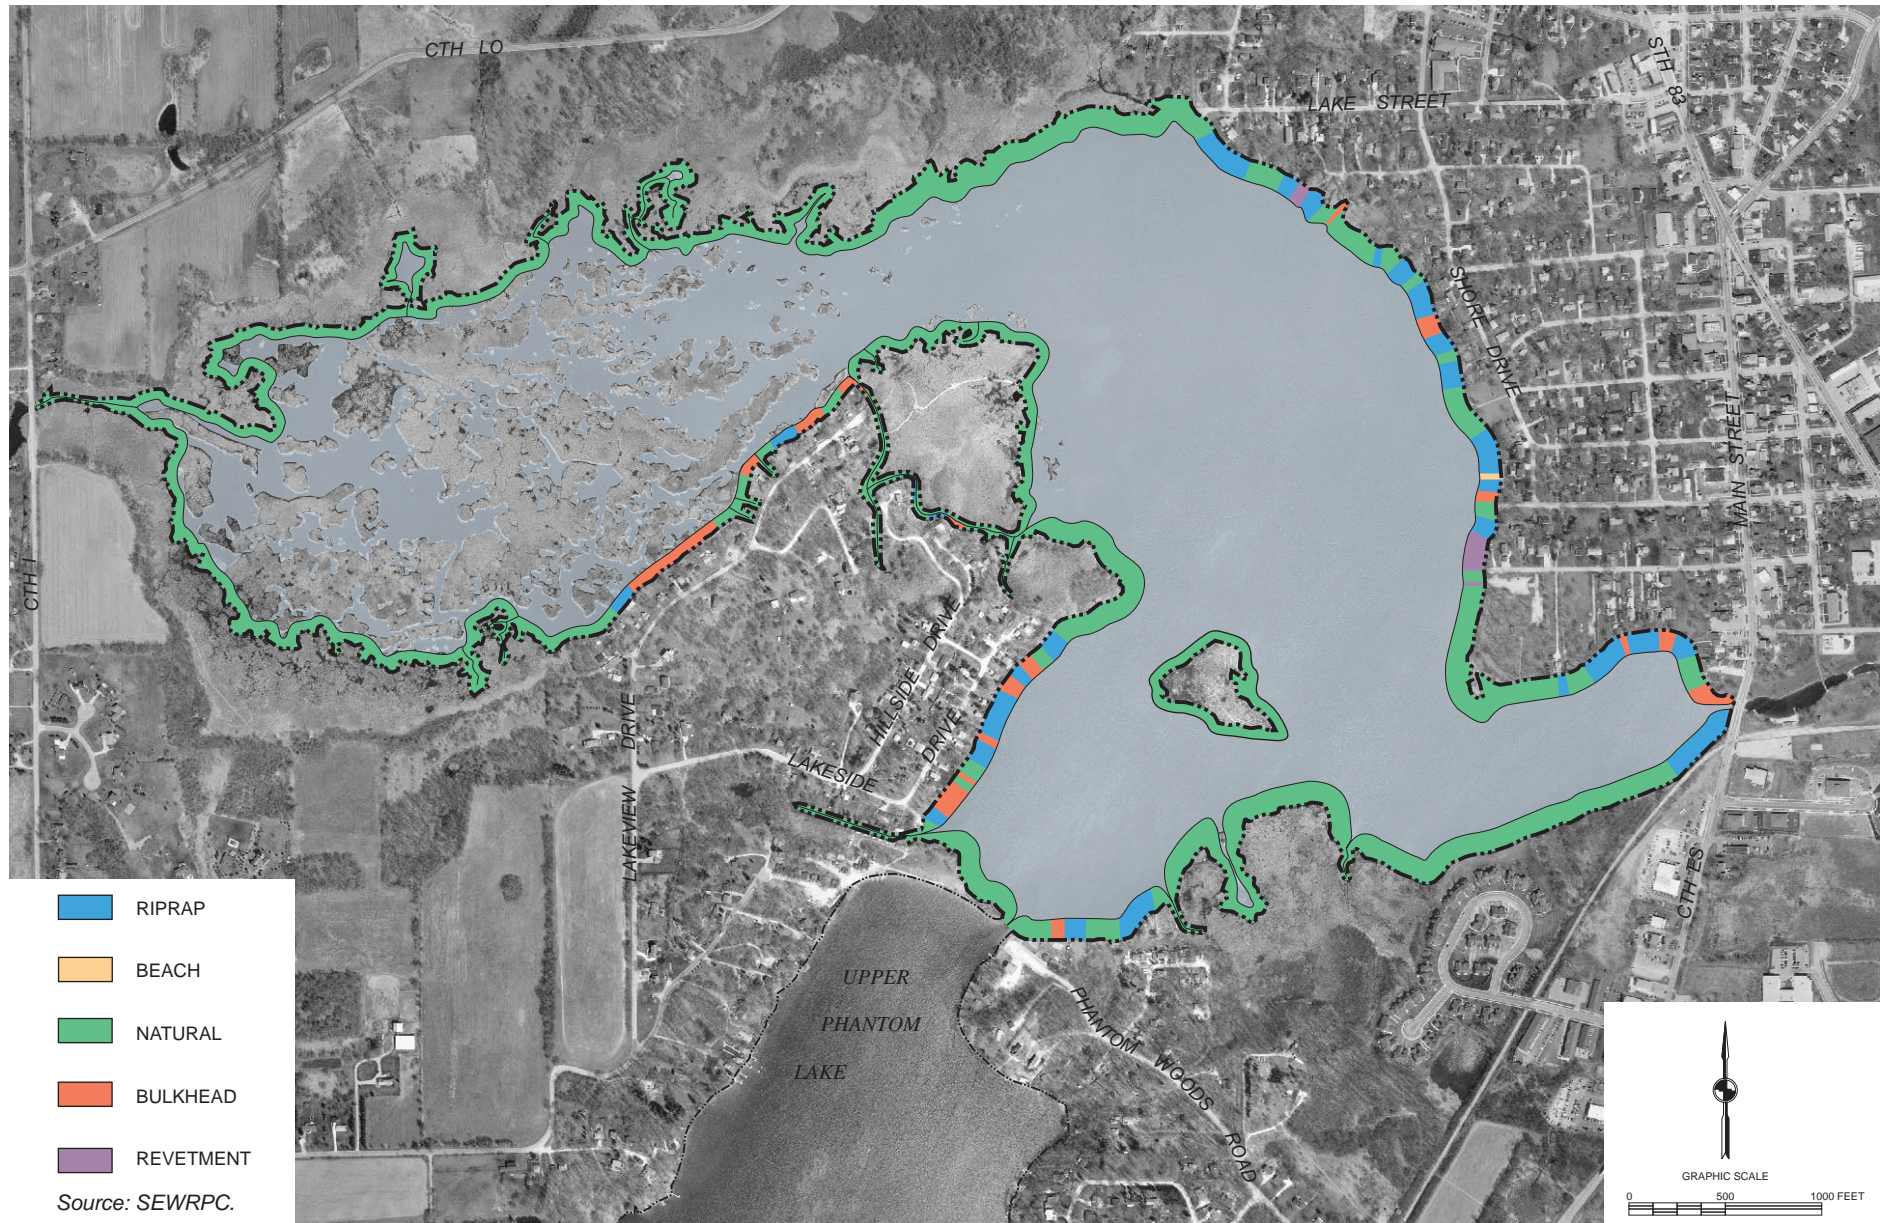 CTH LO
STH 83
LAKE STREET
SHORE DRIVE
MAIN STREET
CTH I
HILLSIDE DRIVE
LAKEVIEW DRIVE
LAKESIDE DRIVE
CTH ES
UPPER
PHANTOM
LAKE
PHANTOM WOODS ROAD
RIPRAP
BEACH
NATURAL
BULKHEAD
REVETMENT
Source: SEWRPC.
GRAPHIC SCALE
0 500 1000 FEET